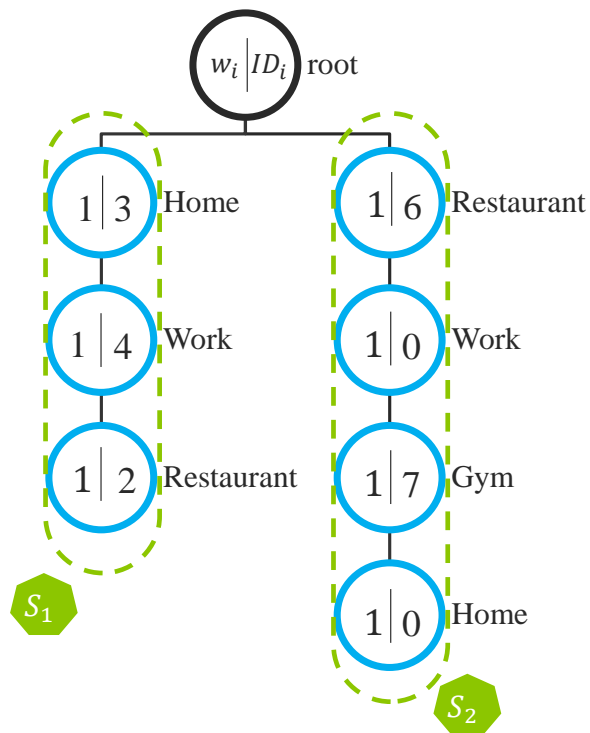 w_i | ID_i root
1 | 3 Home
1 | 6 Restaurant
1 | 4 Work
1 | 0 Work
1 | 2 Restaurant
1 | 7 Gym
S_1
1 | 0 Home
S_2